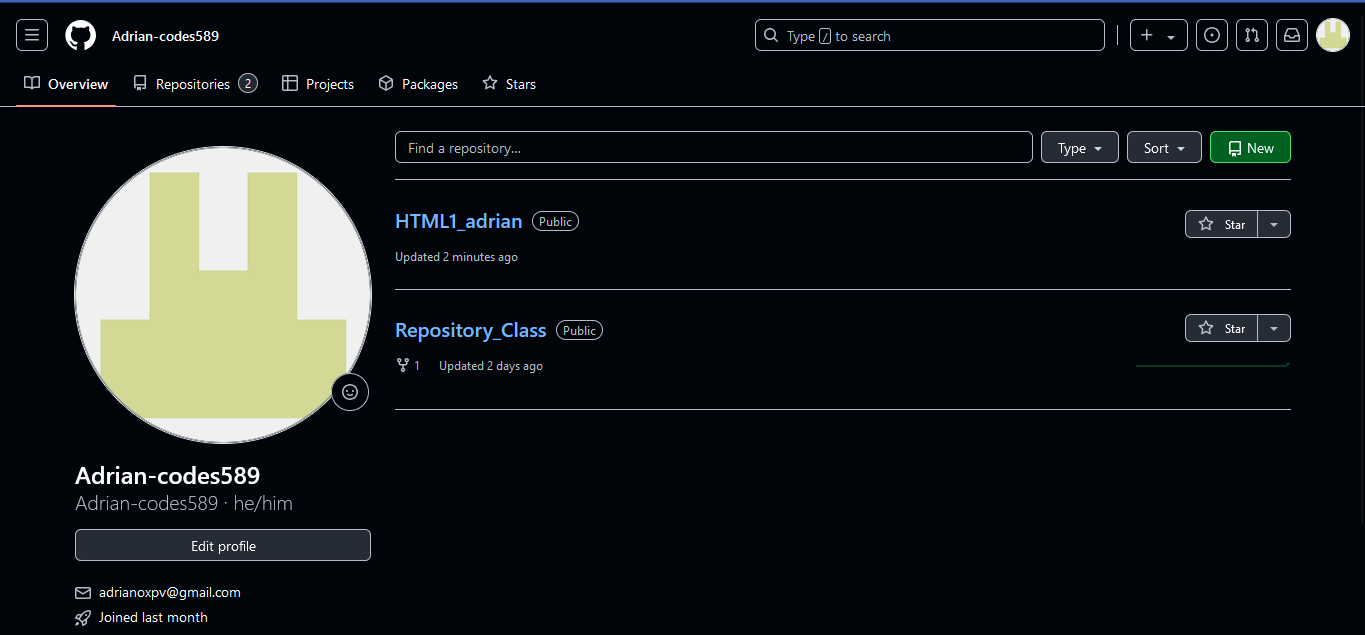 Adrian-codes589
Type / to search
Overview Repositories 2 Projects Packages Stars
Find a repository...
Type Sort New
HTML1_adrian Public
Star
Updated 2 minutes ago
Repository_Class Public
Star
1 Updated 2 days ago
Adrian-codes589
Adrian-codes589 · he/him
Edit profile
adrianoxpv@gmail.com
Joined last month